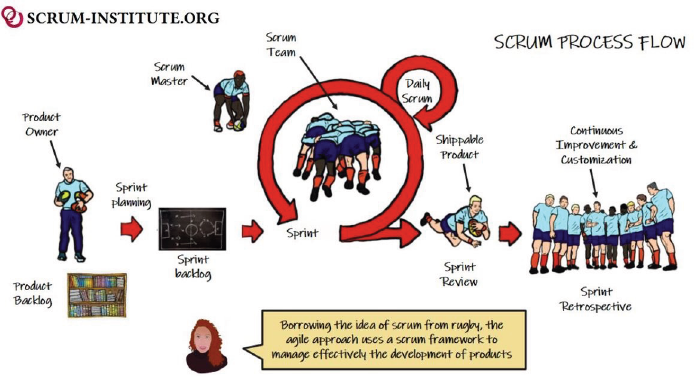 SCRUM-INSTITUTE.ORG
SCRUM PROCESS FLOW
Scrum
Team
Scrum
Master
Daily
Scrum
Product
Owner
Shippable
Product
Continuous
Improvement &
Customization
Sprint
planning
Sprint
Sprint
backlog
Product
Backlog
Sprint
Review
Sprint
Retrospective
Borrowing the idea of scrum from rugby, the
agile approach uses a scrum framework to
manage effectively the development of products